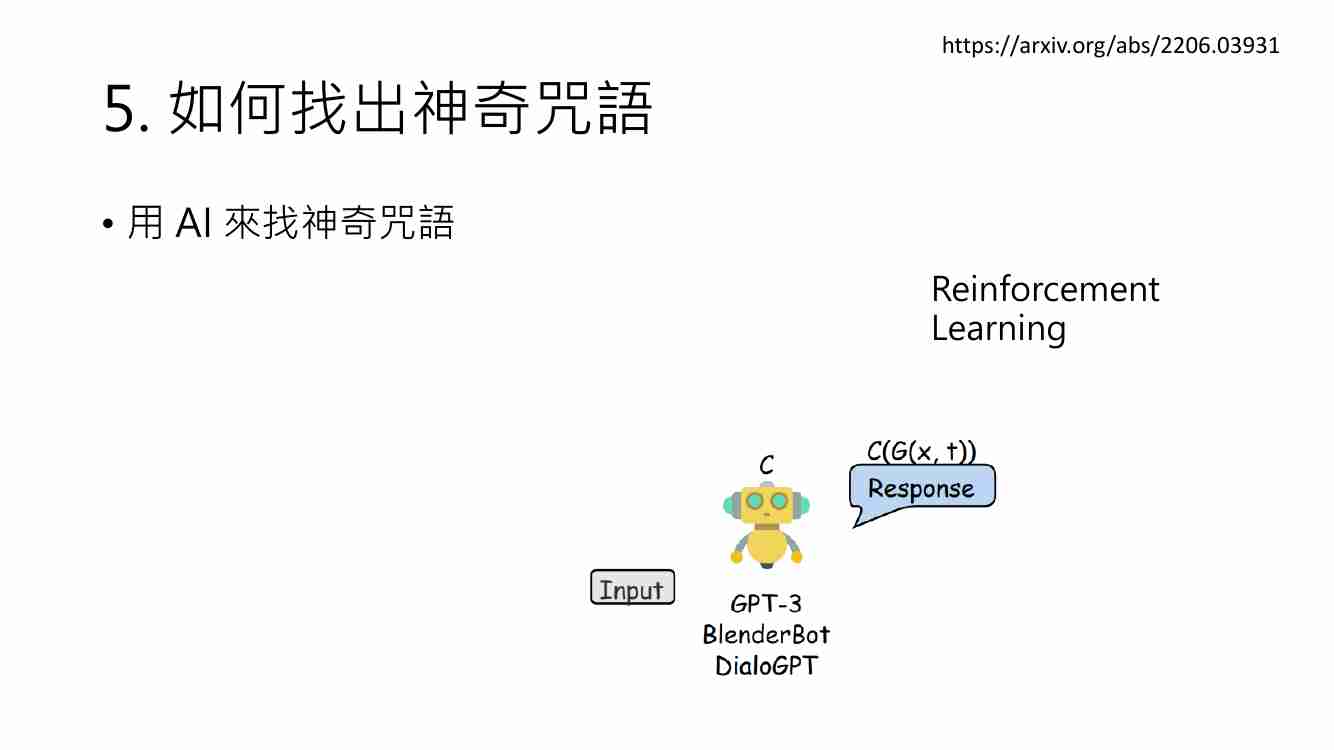 https://arxiv.org/abs/2206.03931
5. 如何找出神奇咒語
• 用 AI 來找神奇咒語
Reinforcement
Learning
C(G(x, t))
C
Response
Input
GPT-3
BlenderBot
DialoGPT